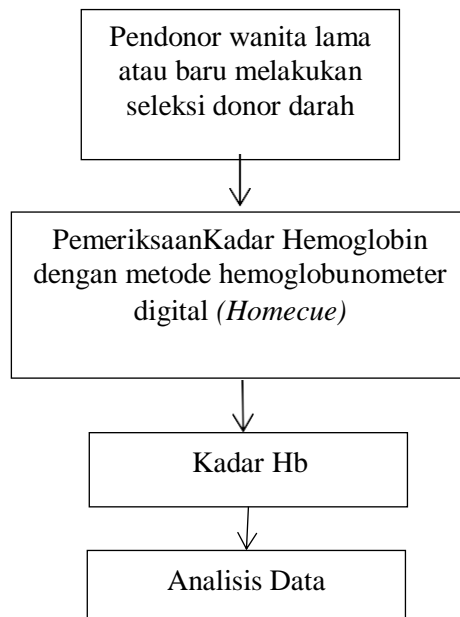 Pendonor wanita lama
atau baru melakukan
seleksi donor darah
PemeriksaanKadar Hemoglobin
dengan metode hemoglobunometer
digital (Homecue)
Kadar Hb
Analisis Data